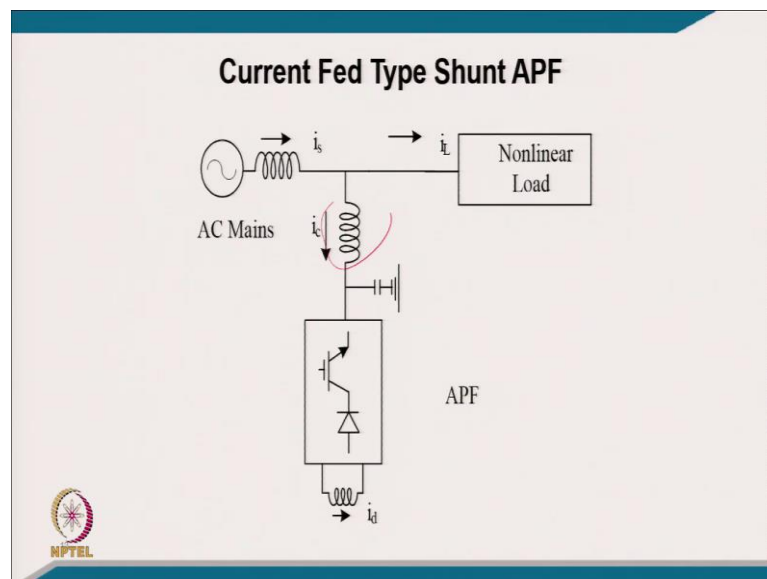 Current Fed Type Shunt APF
is
iL
Nonlinear
Load
AC Mains
ic
APF
id
NPTEL